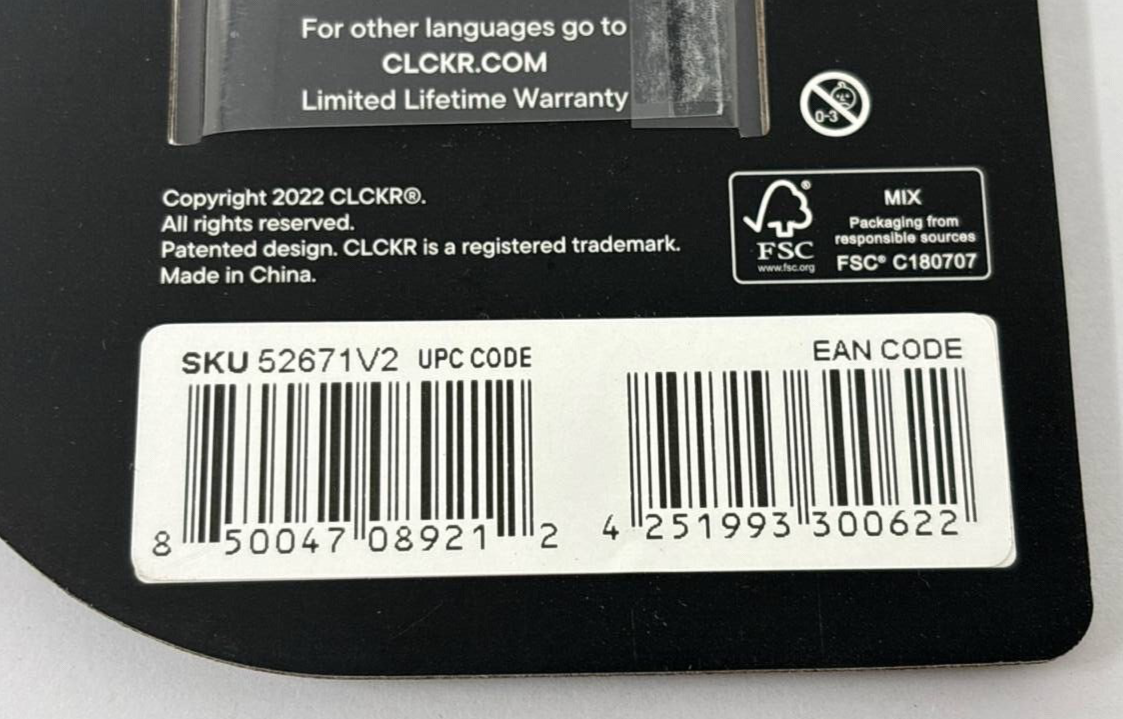 For other languages go to
CLCKR.COM
Limited Lifetime Warranty
0-3
Copyright 2022 CLCKR®.
All rights reserved.
Patented design. CLCKR is a registered trademark.
Made in China.
®
FSC
www.fsc.org
MIX
Packaging from
responsible sources
FSC® C180707
SKU 52671V2 UPC CODE
8 50047 08921 2
EAN CODE
4 251993 300622